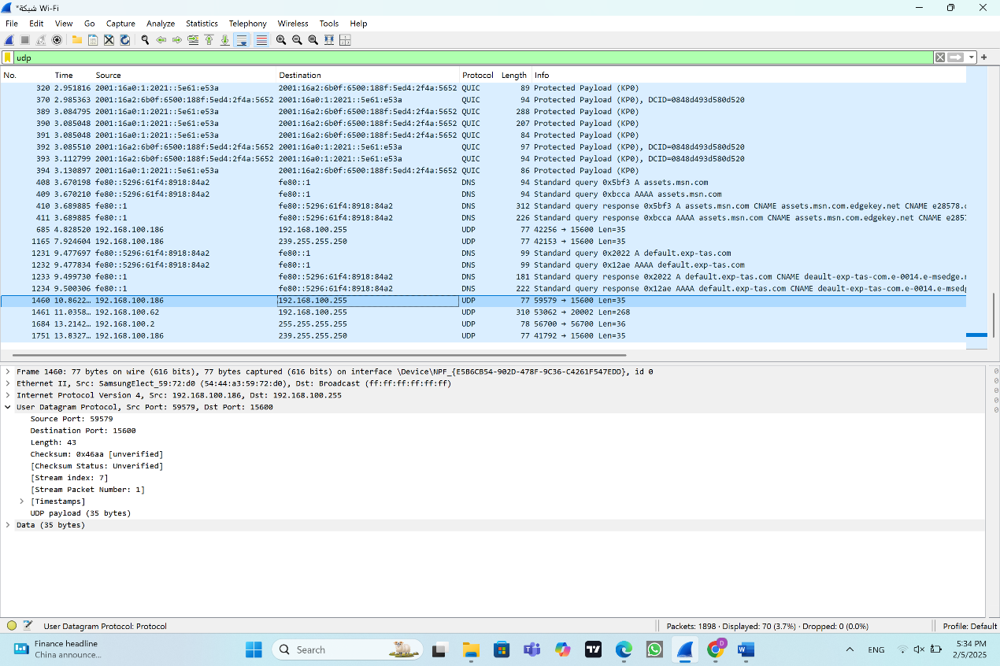 *شبكة Wi-Fi
File Edit View Go Capture Analyze Statistics Telephony Wireless Tools Help
udp
No. Time Source Destination Protocol Length Info
320 2.951816 2001:16a0:1:2021::5e61:e53a 2001:16a2:6b0f:6500:188f:5ed4:2f4a:5652 QUIC 89 Protected Payload (KP0)
370 2.985363 2001:16a2:6b0f:6500:188f:5ed4:2f4a:5652 2001:16a0:1:2021::5e61:e53a QUIC 94 Protected Payload (KP0), DCID=0848d493d580d520
389 3.084795 2001:16a0:1:2021::5e61:e53a 2001:16a2:6b0f:6500:188f:5ed4:2f4a:5652 QUIC 288 Protected Payload (KP0)
390 3.085048 2001:16a0:1:2021::5e61:e53a 2001:16a2:6b0f:6500:188f:5ed4:2f4a:5652 QUIC 207 Protected Payload (KP0)
391 3.085048 2001:16a0:1:2021::5e61:e53a 2001:16a2:6b0f:6500:188f:5ed4:2f4a:5652 QUIC 84 Protected Payload (KP0)
392 3.085510 2001:16a2:6b0f:6500:188f:5ed4:2f4a:5652 2001:16a0:1:2021::5e61:e53a QUIC 97 Protected Payload (KP0), DCID=0848d493d580d520
393 3.112799 2001:16a2:6b0f:6500:188f:5ed4:2f4a:5652 2001:16a0:1:2021::5e61:e53a QUIC 94 Protected Payload (KP0), DCID=0848d493d580d520
394 3.130897 2001:16a0:1:2021::5e61:e53a 2001:16a2:6b0f:6500:188f:5ed4:2f4a:5652 QUIC 86 Protected Payload (KP0)
408 3.670198 fe80::5296:61f4:8918:84a2 fe80::1 DNS 94 Standard query 0x5bf3 A assets.msn.com
409 3.670210 fe80::5296:61f4:8918:84a2 fe80::1 DNS 94 Standard query 0xbcca AAAA assets.msn.com
410 3.689885 fe80::1 fe80::5296:61f4:8918:84a2 DNS 312 Standard query response 0x5bf3 A assets.msn.com CNAME assets.msn.com.edgekey.net CNAME e28578.
411 3.689885 fe80::1 fe80::5296:61f4:8918:84a2 DNS 226 Standard query response 0xbcca AAAA assets.msn.com CNAME assets.msn.com.edgekey.net CNAME e285
685 4.828520 192.168.100.186 192.168.100.255 UDP 77 42256 → 15600 Len=35
1165 7.924604 192.168.100.186 239.255.255.250 UDP 77 42153 → 15600 Len=35
1231 9.477697 fe80::5296:61f4:8918:84a2 fe80::1 DNS 99 Standard query 0x2022 A default.exp-tas.com
1232 9.477834 fe80::5296:61f4:8918:84a2 fe80::1 DNS 99 Standard query 0x12ae AAAA default.exp-tas.com
1233 9.499730 fe80::1 fe80::5296:61f4:8918:84a2 DNS 181 Standard query response 0x2022 A default.exp-tas.com CNAME deault-exp-tas-com.e-0014.e-msedge.
1234 9.500306 fe80::1 fe80::5296:61f4:8918:84a2 DNS 222 Standard query response 0x12ae AAAA default.exp-tas.com CNAME deault-exp-tas-com.e-0014.e-msed
1460 10.8622… 192.168.100.186 192.168.100.255 UDP 77 59579 → 15600 Len=35
1461 11.0358… 192.168.100.62 192.168.100.255 UDP 310 53062 → 20002 Len=268
1684 13.2142… 192.168.100.2 255.255.255.255 UDP 78 56700 → 56700 Len=36
1751 13.8327… 192.168.100.186 239.255.255.250 UDP 77 41792 → 15600 Len=35
Frame 1460: 77 bytes on wire (616 bits), 77 bytes captured (616 bits) on interface \Device\NPF_{E5B6CB54-902D-478F-9C36-C4261F547EDD}, id 0
Ethernet II, Src: SamsungElect_59:72:d0 (54:44:a3:59:72:d0), Dst: Broadcast (ff:ff:ff:ff:ff:ff)
Internet Protocol Version 4, Src: 192.168.100.186, Dst: 192.168.100.255
User Datagram Protocol, Src Port: 59579, Dst Port: 15600
Source Port: 59579
Destination Port: 15600
Length: 43
Checksum: 0x46aa [unverified]
[Checksum Status: Unverified]
[Stream index: 7]
[Stream Packet Number: 1]
[Timestamps]
UDP payload (35 bytes)
Data (35 bytes)
0
0
0
0
0
User Datagram Protocol: Protocol Packets: 1898 · Displayed: 70 (3.7%) · Dropped: 0 (0.0%) Profile: Default
Finance headline
China announce...
Search
D
ENG
5:34 PM
2/5/2025